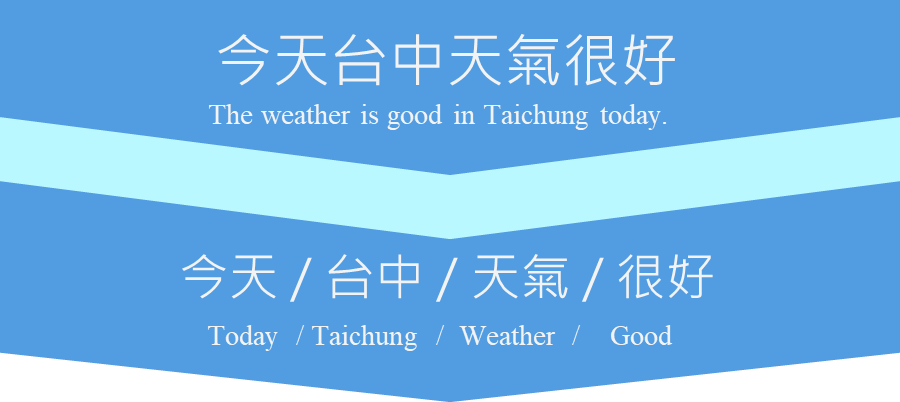 今天台中天氣很好
The weather is good in Taichung today.
今天 / 台中 / 天氣 / 很好
Today / Taichung / Weather / Good